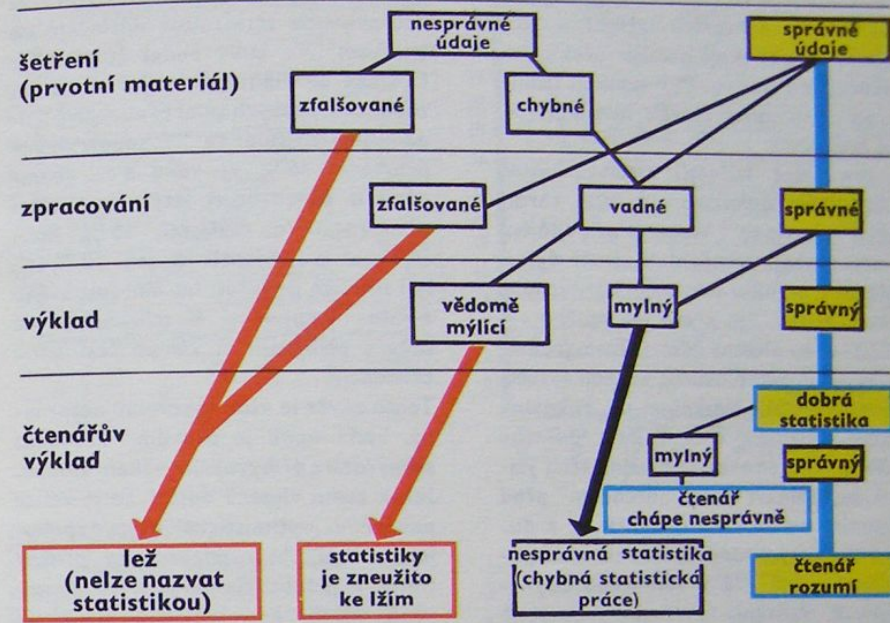 nesprávné
údaje
správné
údaje
šetření
(prvotní materiál)
zfalšované
chybné
zpracování
zfalšované
vadné
správné
výklad
vědomě
mýlící
mylný
správný
čtenářův
výklad
dobrá
statistika
mylný
správný
čtenář
chápe nesprávně
lež
(nelze nazvat
statistikou)
statistiky
je zneužito
ke lžím
nesprávná statistika
(chybná statistická
práce)
čtenář
rozumí